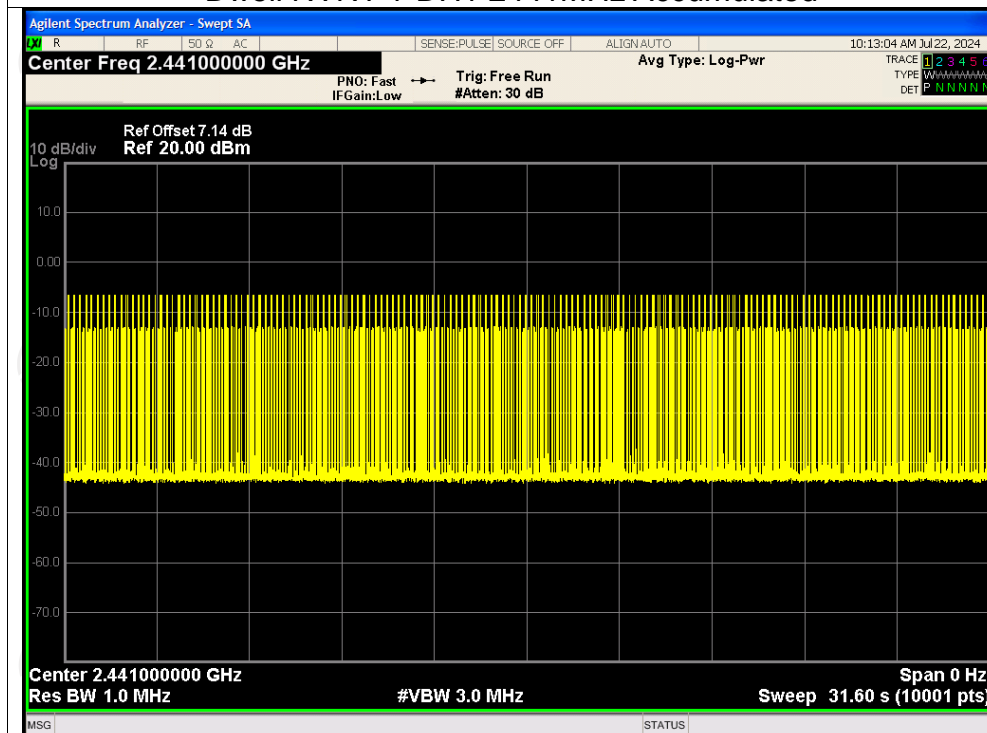 Agilent Spectrum Analyzer - Swept SA
LXI R RF 50 Ω AC SENSE:PULSE SOURCE OFF ALIGN AUTO 10:13:04 AM Jul 22, 2024
Center Freq 2.441000000 GHz Avg Type: Log-Pwr TRACE 1 2 3 4 5 6
PNO: Fast Trig: Free Run TYPE W
IFGain:Low #Atten: 30 dB DET P N N N N N
Ref Offset 7.14 dB
10 dB/div Ref 20.00 dBm
Log
10.0
0.00
-10.0
-20.0
-30.0
-40.0
-50.0
-60.0
-70.0
Center 2.441000000 GHz Span 0 Hz
Res BW 1.0 MHz #VBW 3.0 MHz Sweep 31.60 s (10001 pts)
MSG STATUS